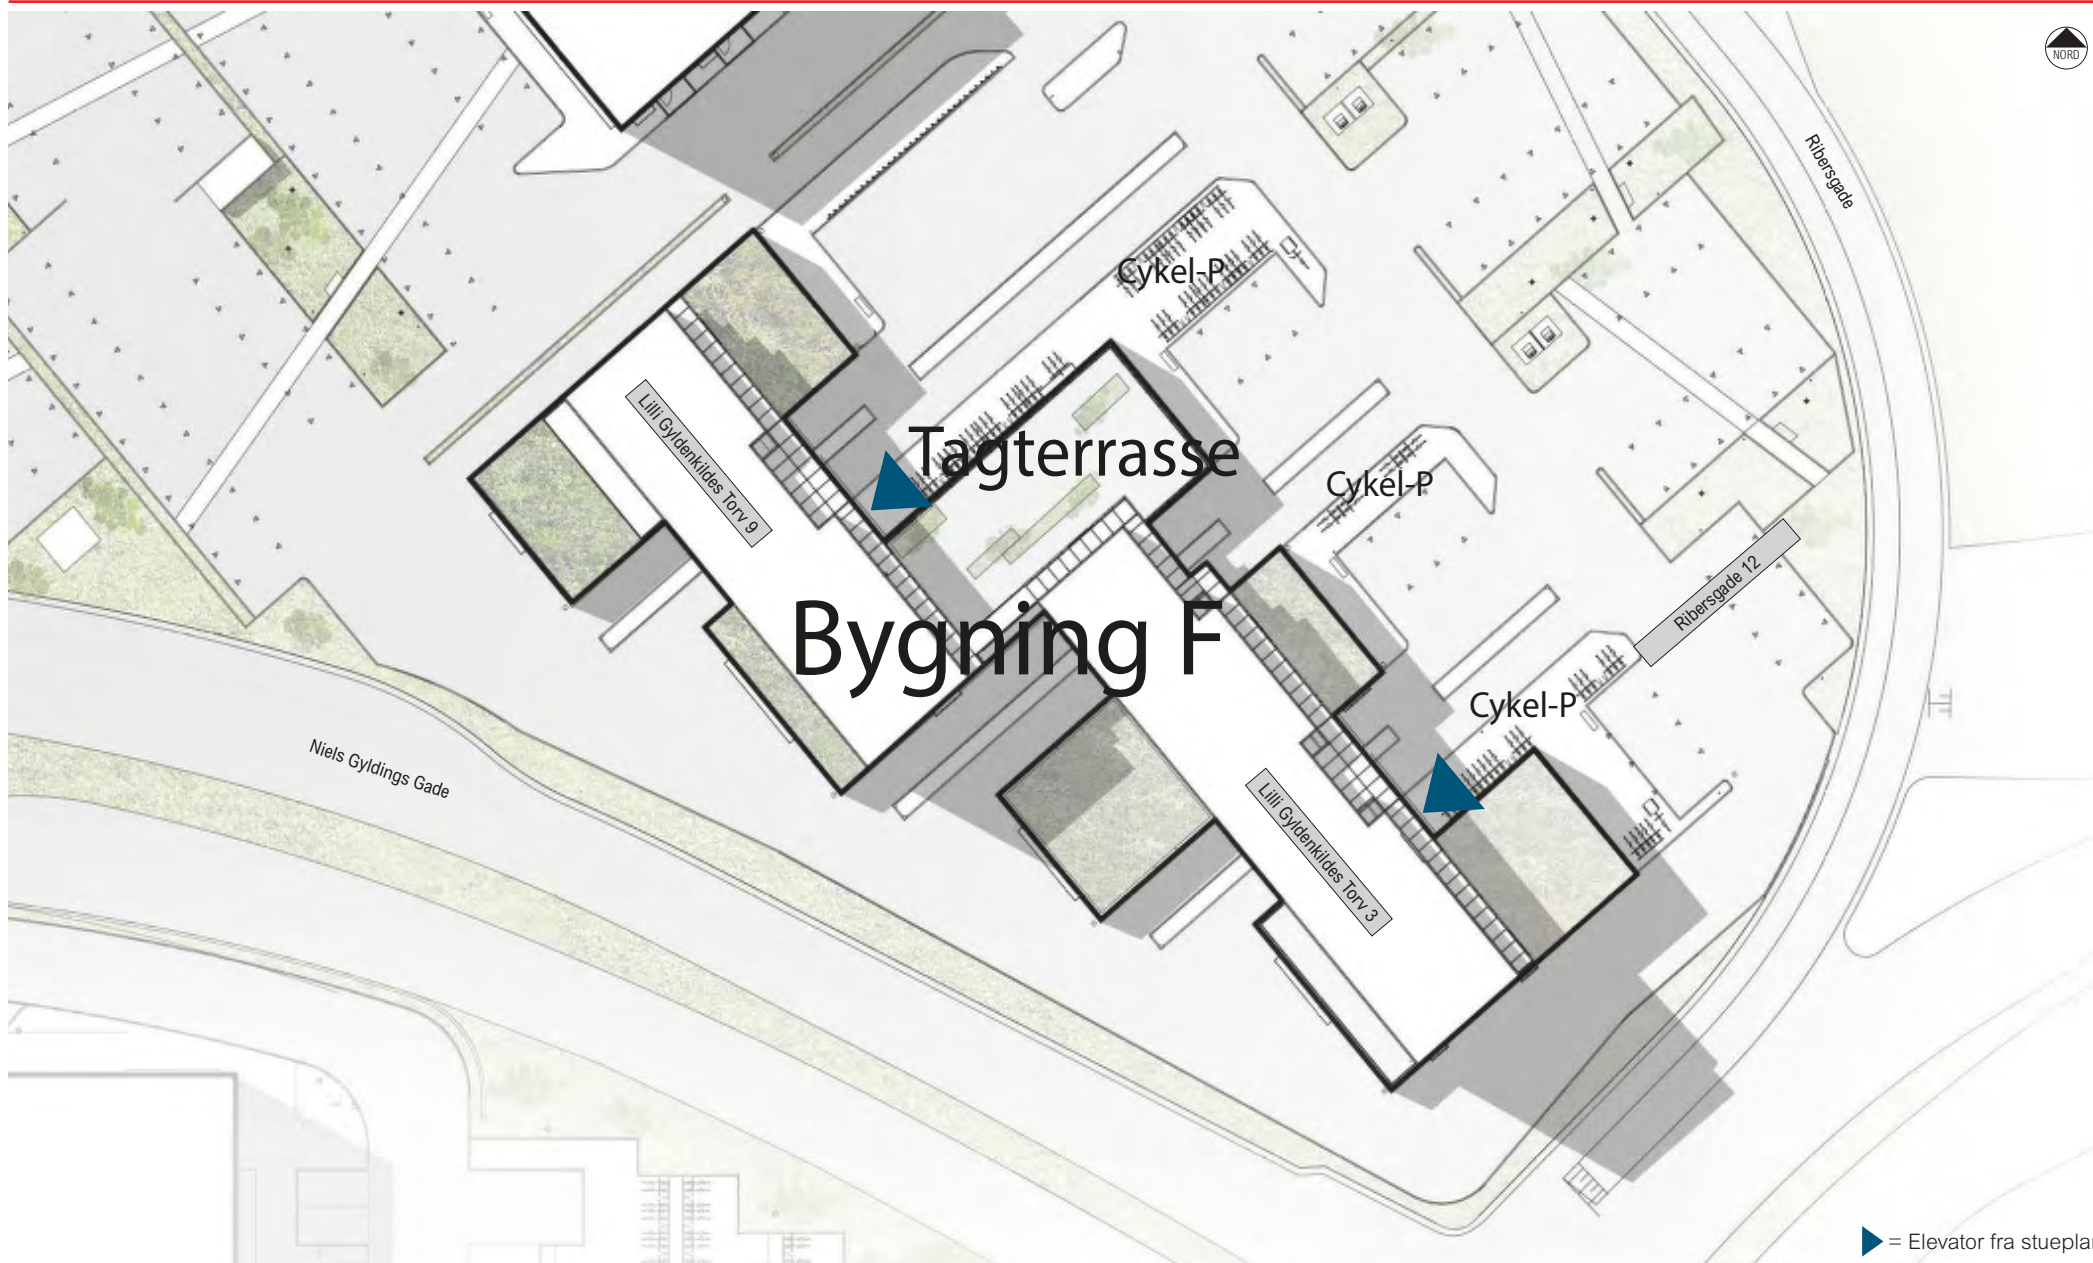 NORD
Ribersgade
Cykel-P
Lilli Gyldenkildes Torv 9
Tagterrasse
Cykel-P
Ribersgade 12
Bygning F
Cykel-P
Niels Gyldings Gade
Lilli Gyldenkildes Torv 3
= Elevator fra stueplan